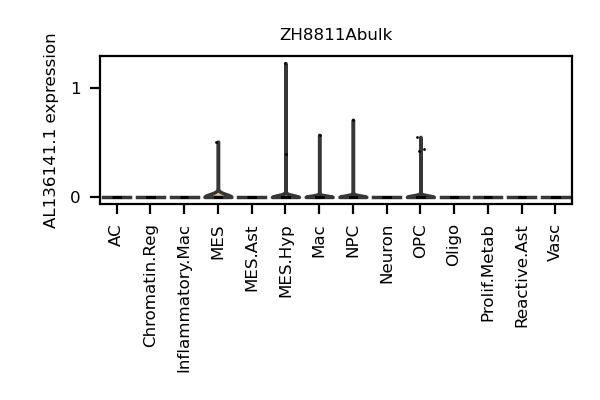 ZH8811Abulk
AL136141.1 expression
1
0
AC
Chromatin.Reg
Inflammatory.Mac
MES
MES.Ast
MES.Hyp
Mac
NPC
Neuron
OPC
Oligo
Prolif.Metab
Reactive.Ast
Vasc